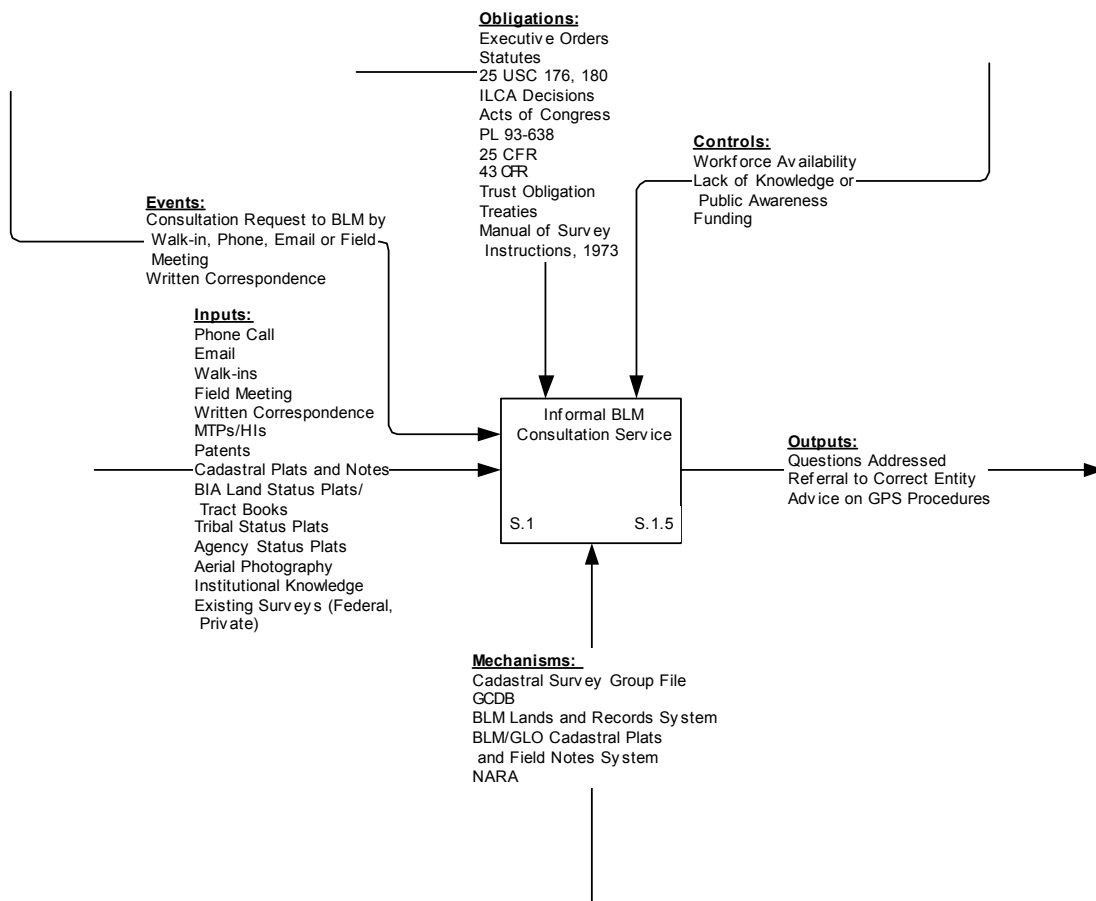 Obligations:
Executive Orders
Statutes
25 USC 176, 180
ILCA Decisions
Acts of Congress
PL 93-638
25 CFR
43 CFR
Trust Obligation
Treaties
Manual of Survey
Instructions, 1973
Controls:
Workforce Availability
Lack of Knowledge or
Public Awareness
Funding
Events:
Consultation Request to BLM by
Walk-in, Phone, Email or Field
Meeting
Written Correspondence
Inputs:
Phone Call
Email
Walk-ins
Field Meeting
Written Correspondence
MTPs/HIs
Patents
Cadastral Plats and Notes
BIA Land Status Plats/
Tract Books
Tribal Status Plats
Agency Status Plats
Aerial Photography
Institutional Knowledge
Existing Surveys (Federal,
Private)
Informal BLM
Consultation Service
S.1 S.1.5
Outputs:
Questions Addressed
Referral to Correct Entity
Advice on GPS Procedures
Mechanisms:
Cadastral Survey Group File
GCDB
BLM Lands and Records System
BLM/GLO Cadastral Plats
and Field Notes System
NARA